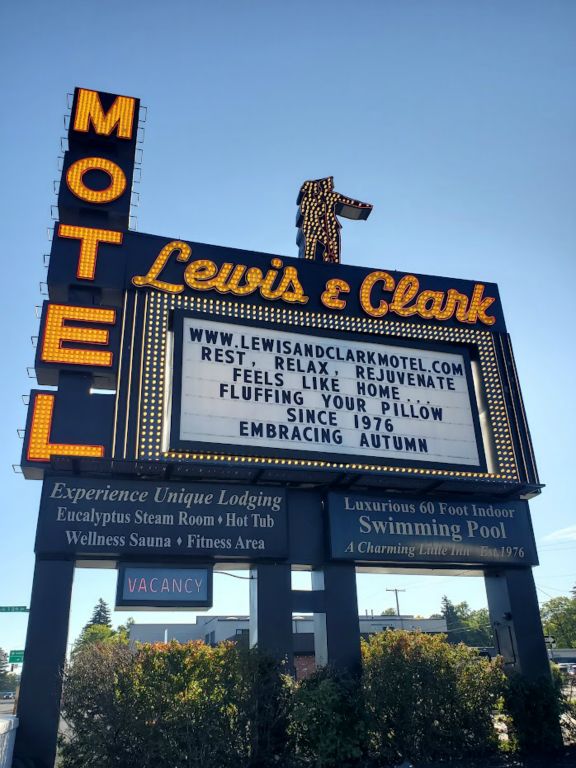 MOTEL
Lewis & Clark
WWW.LEWISANDCLARKMOTEL.COM
REST, RELAX, REJUVENATE
FEELS LIKE HOME...
FLUFFING YOUR PILLOW
SINCE 1976
EMBRACING AUTUMN
Experience Unique Lodging
Eucalyptus Steam Room ♦ Hot Tub
Wellness Sauna ♦ Fitness Area
Luxurious 60 Foot Indoor
Swimming Pool
A Charming Little Inn Est. 1976
VACANCY